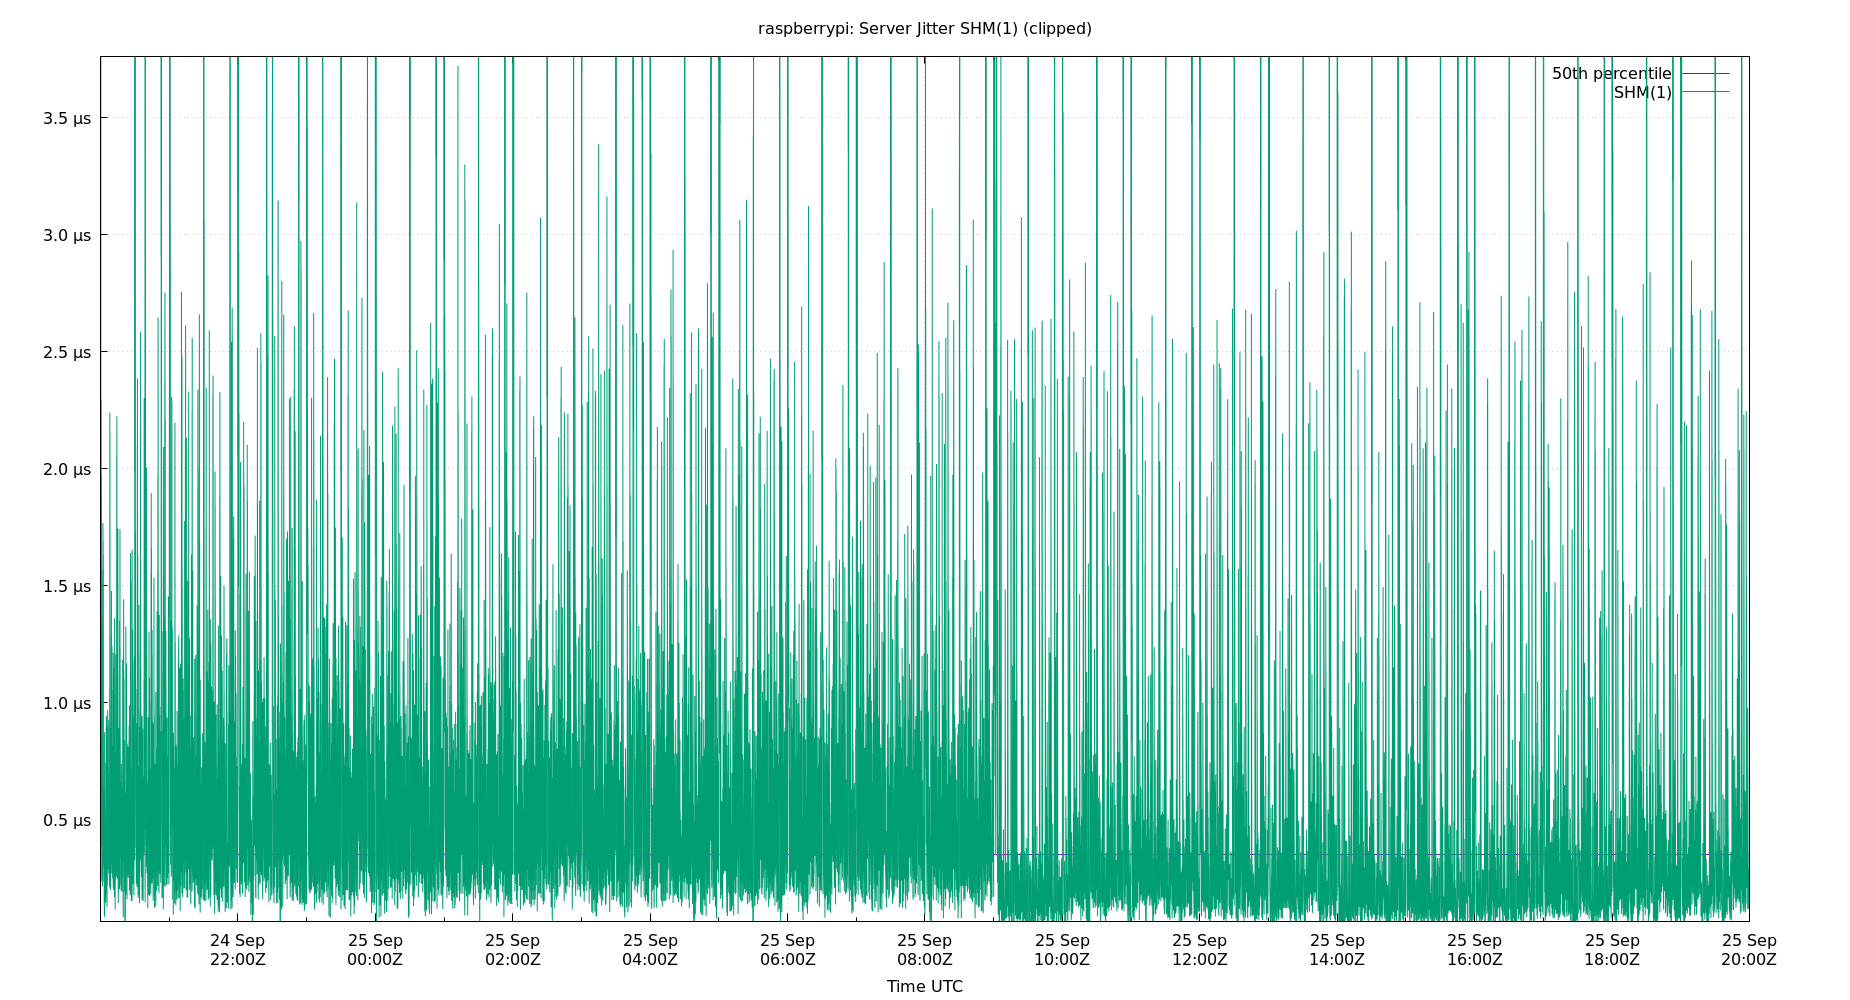 raspberrypi: Server Jitter SHM(1) (clipped)
50th percentile
SHM(1)
3.5 µs
3.0 µs
2.5 µs
2.0 µs
1.5 µs
1.0 µs
0.5 µs
24 Sep 25 Sep 25 Sep 25 Sep 25 Sep 25 Sep 25 Sep 25 Sep 25 Sep 25 Sep 25 Sep 25 Sep
22:00Z 00:00Z 02:00Z 04:00Z 06:00Z 08:00Z 10:00Z 12:00Z 14:00Z 16:00Z 18:00Z 20:00Z
Time UTC